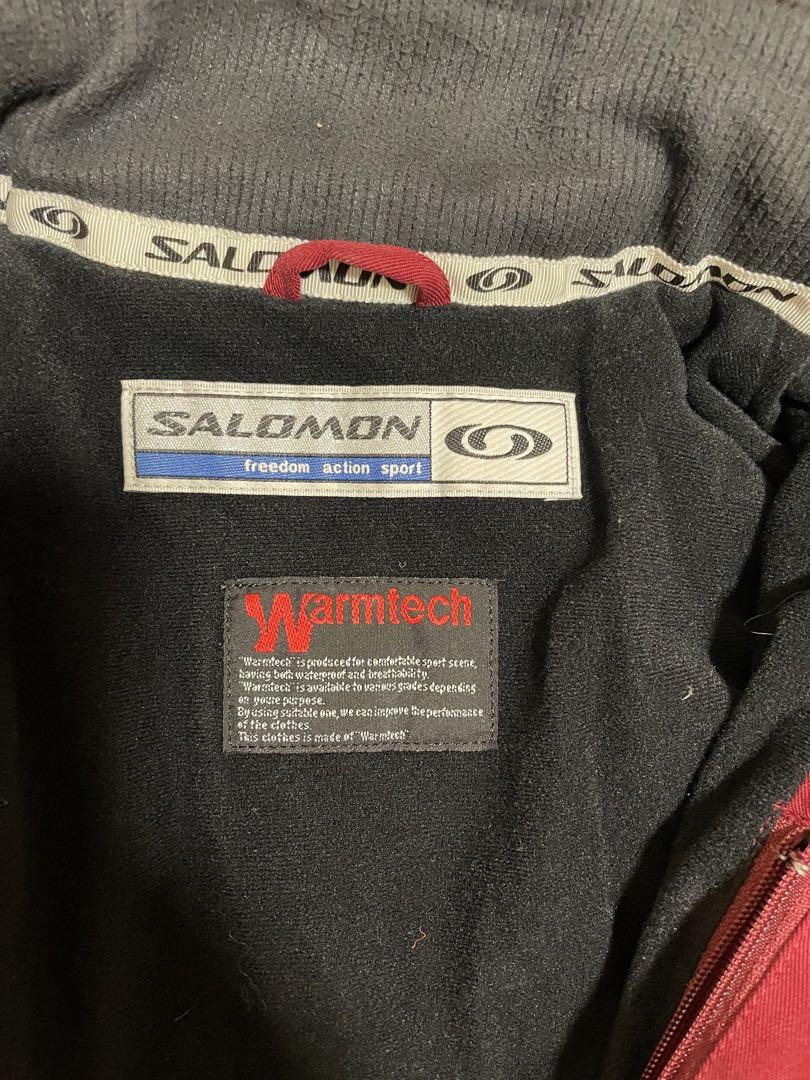 SALOMON SALOMON
SALOMON
freedom action sport
Warmtech
"Warmtech" is produced for comfortable sport scene,
having both waterproof and breathability.
"Warmtech" is available to various grades depending
on youre purpose.
By using suitable one, we can improve the performance
of the clothes.
This clothes is made of "Warmtech"